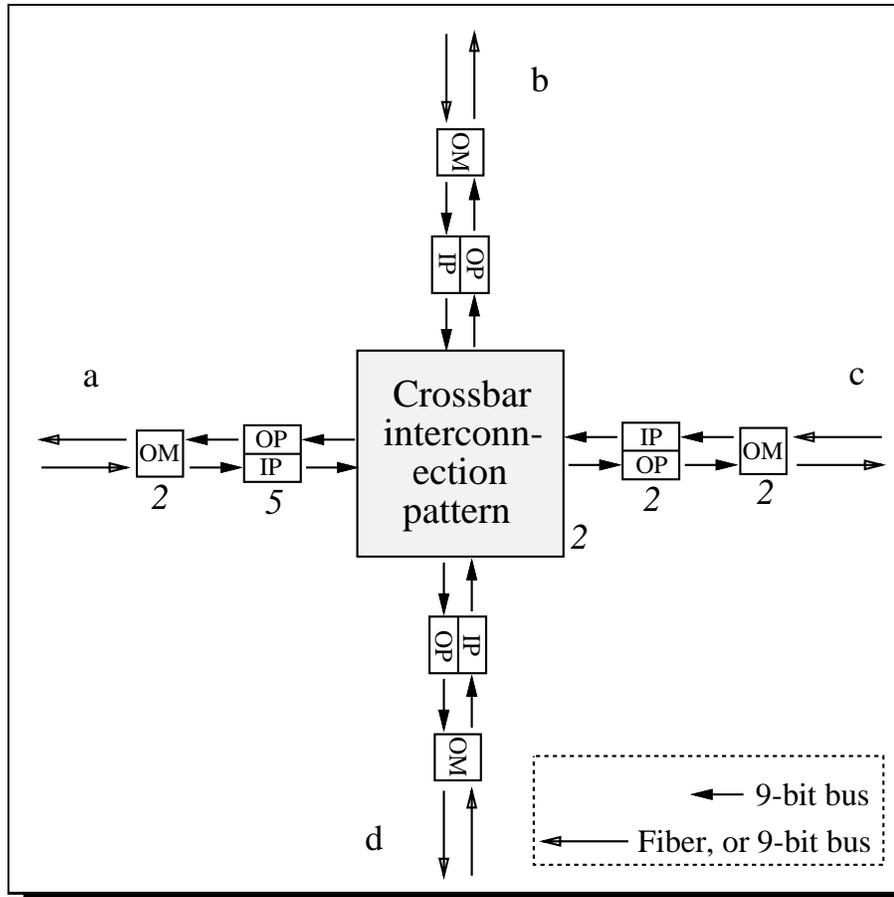 b
OM
IP
OP
a
c
Crossbar
interconn-
ection
pattern
OM
OP
IP
IP
OP
OM
2
5
2
2
2
OP
IP
OM
d
9-bit bus
Fiber, or 9-bit bus